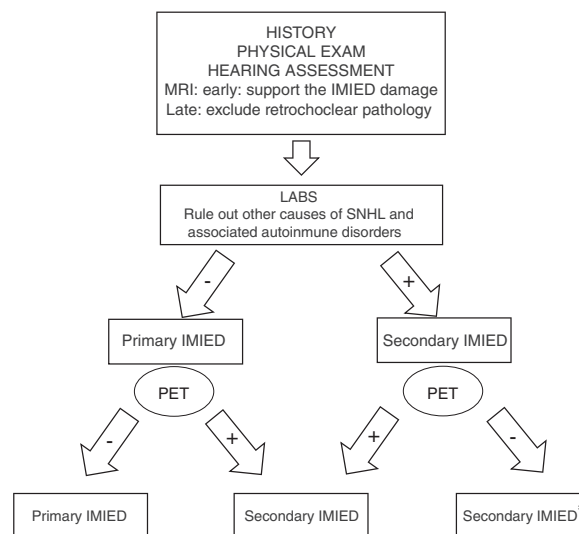 HISTORY
PHYSICAL EXAM
HEARING ASSESSMENT
MRI: early: support the IMIED damage
Late: exclude retrochoclear pathology
LABS
Rule out other causes of SNHL and
associated autoinmune disorders
- +
Primary IMIED Secondary IMIED
PET PET
- + + -
Primary IMIED Secondary IMIED Secondary IMIED*